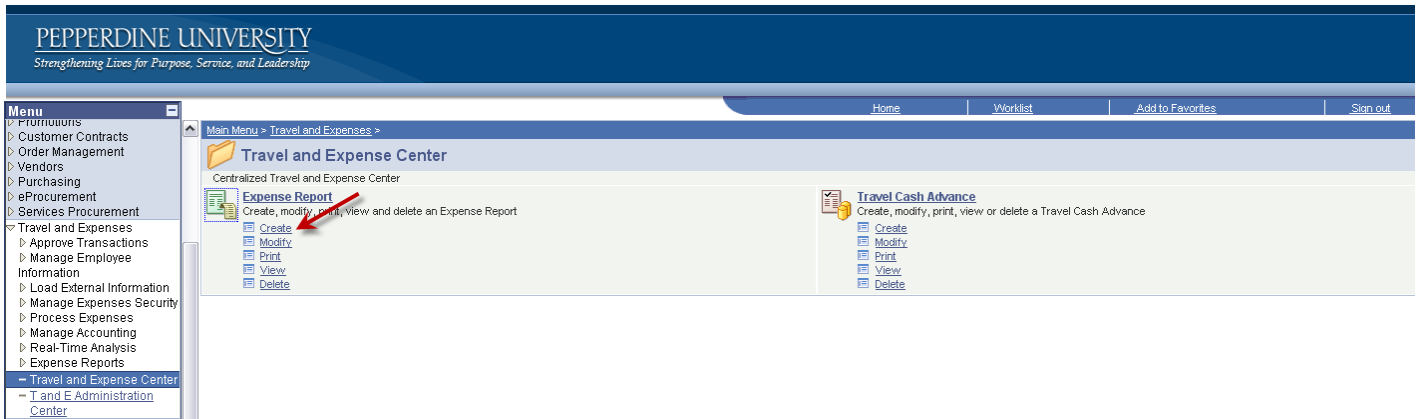 PEPPERDINE UNIVERSITY
Strengthening Lives for Purpose, Service, and Leadership
Home
Worklist
Add to Favorites
Sign out
Menu
Promotions
Customer Contracts
Order Management
Vendors
Purchasing
eProcurement
Services Procurement
Travel and Expenses
Approve Transactions
Manage Employee
Information
Load External Information
Manage Expenses Security
Process Expenses
Manage Accounting
Real-Time Analysis
Expense Reports
Travel and Expense Center
T and E Administration
Center
Main Menu > Travel and Expenses >
Travel and Expense Center
Centralized Travel and Expense Center
Expense Report
Create, modify, print, view and delete an Expense Report
Create
Modify
Print
View
Delete
Travel Cash Advance
Create, modify, print, view or delete a Travel Cash Advance
Create
Modify
Print
View
Delete